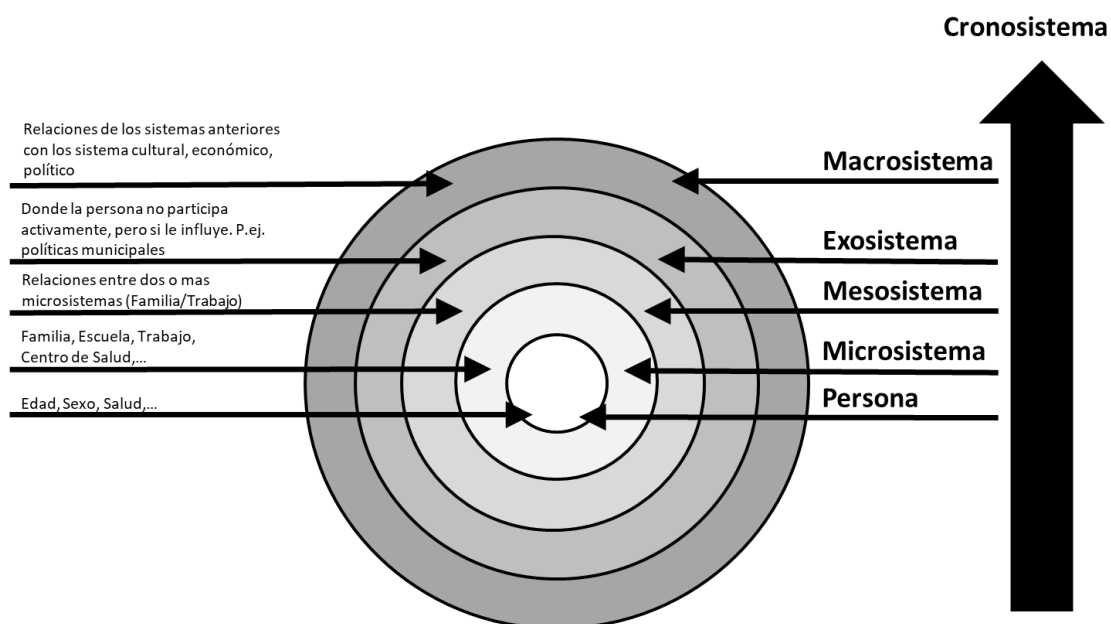 Cronosistema
Relaciones de los sistemas anteriores
con los sistema cultural, económico,
político
Macrosistema
Donde la persona no participa
activamente, pero si le influye. P.ej.
políticas municipales
Exosistema
Relaciones entre dos o mas
microsistemas (Familia/Trabajo)
Mesosistema
Familia, Escuela, Trabajo,
Centro de Salud,...
Microsistema
Edad, Sexo, Salud,...
Persona